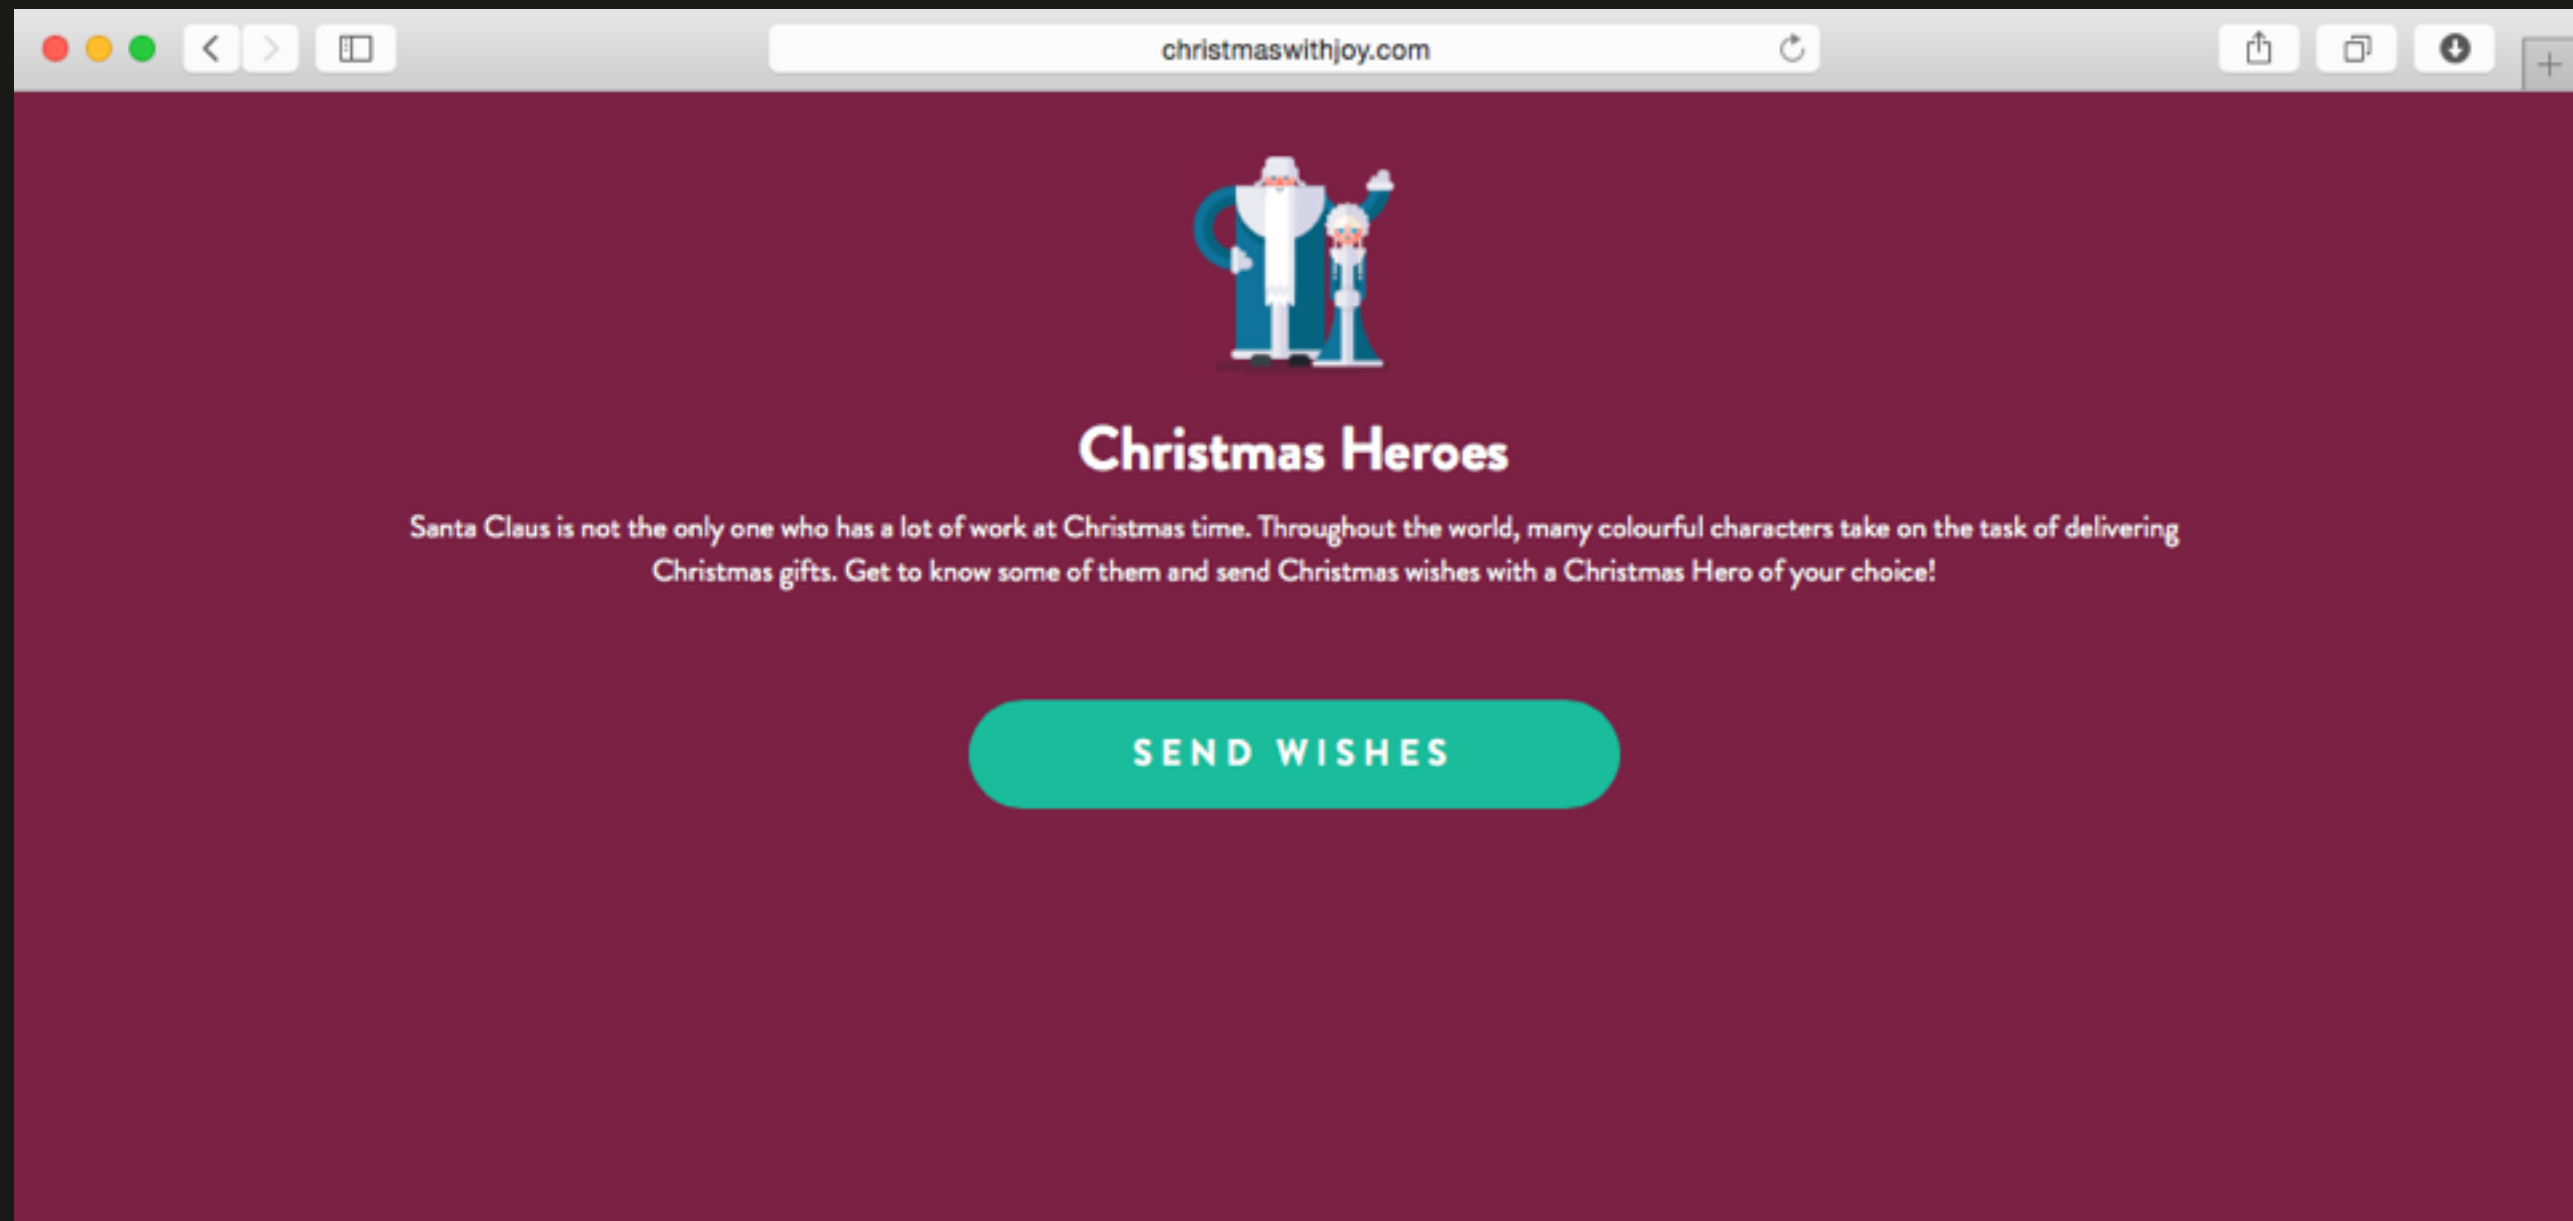 christmaswithjoy.com
Christmas Heroes
Santa Claus is not the only one who has a lot of work at Christmas time. Throughout the world, many colourful characters take on the task of delivering
Christmas gifts. Get to know some of them and send Christmas wishes with a Christmas Hero of your choice!
SEND WISHES